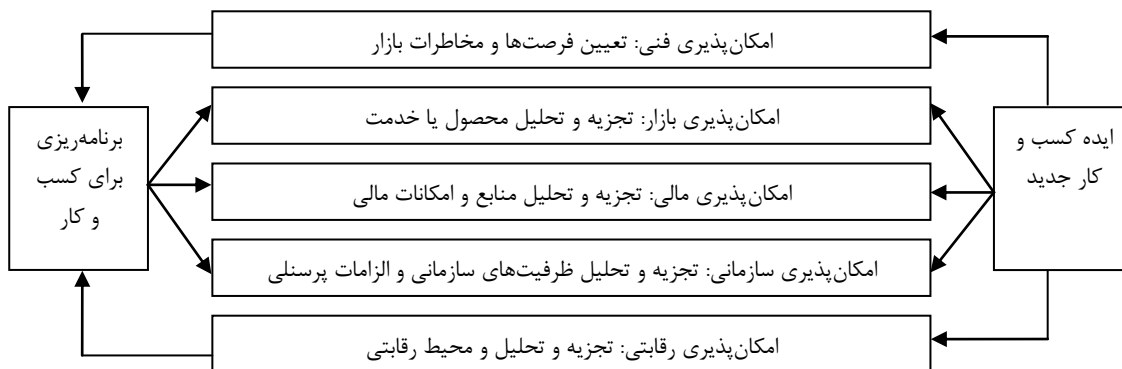 امکان‌پذیری فنی: تعیین فرصت‌ها و مخاطرات بازار
ایده کسب و
کار جدید
امکان‌پذیری بازار: تجزیه و تحلیل محصول یا خدمت
امکان‌پذیری مالی: تجزیه و تحلیل منابع و امکانات مالی
امکان‌پذیری سازمانی: تجزیه و تحلیل ظرفیت‌های سازمانی و الزامات پرسنلی
امکان‌پذیری رقابتی: تجزیه و تحلیل و محیط رقابتی
برنامه‌ریزی
برای کسب
و کار